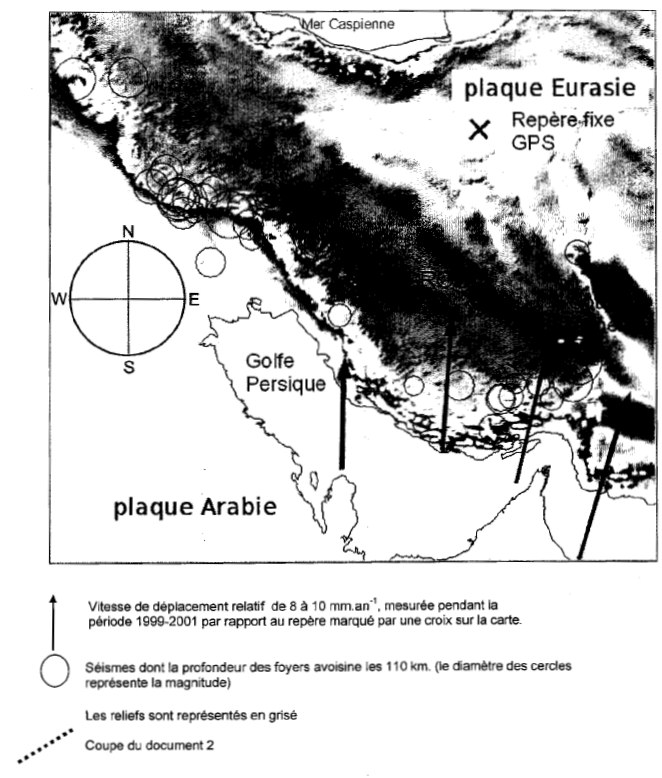 Mer Caspienne
plaque Eurasie
Repère fixe
GPS
N
W
E
S
Golfe
Persique
plaque Arabie
Vitesse de déplacement relatif de 8 à 10 mm.an⁻¹, mesurée pendant la
période 1999-2001 par rapport au repère marqué par une croix sur la carte.
Séismes dont la profondeur des foyers avoisine les 110 km. (le diamètre des cercles
représente la magnitude)
Les reliefs sont représentés en grisé
Coupe du document 2